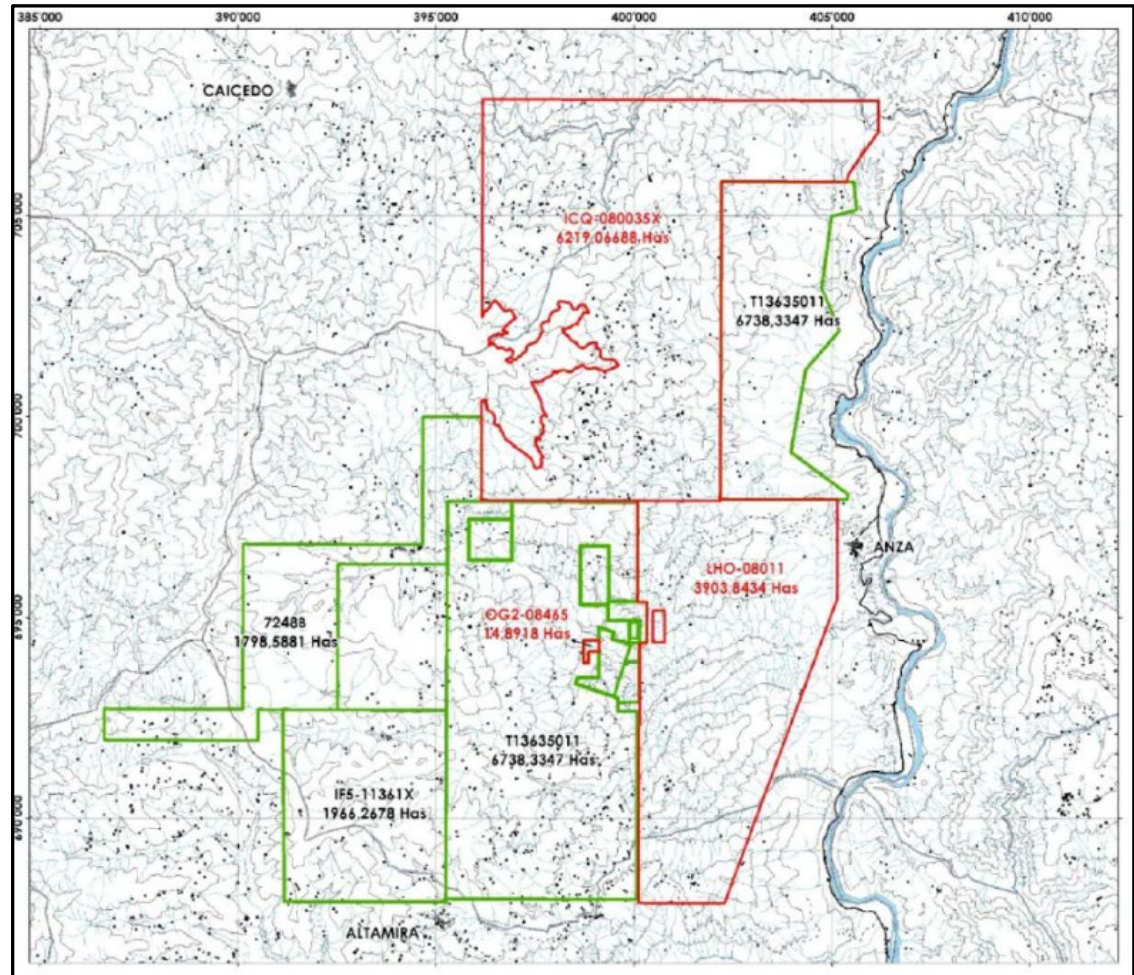 385'000
390'000
395'000
400'000
405'000
410'000
CAICEDO
705'000
ICQ-080035X
6219,06688 Has
T13635011
6738,3347 Has
700'000
ANZA
LHO-08011
3903,8434 Has
695'000
OG2-08465
14,8918 Has
7248B
1798,5881 Has
T13635011
6738,3347 Has
IF5-11361X
1966,2678 Has
690'000
ALTAMIRA